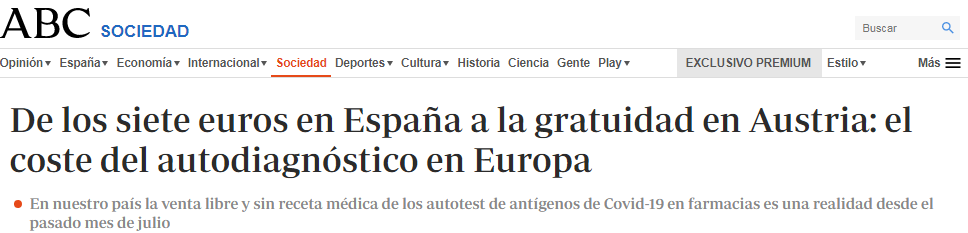 ABC SOCIEDAD
Buscar
Opinión España Economía Internacional Sociedad Deportes Cultura Historia Ciencia Gente Play EXCLUSIVO PREMIUM Estilo Más
De los siete euros en España a la gratuidad en Austria: el
coste del autodiagnóstico en Europa
En nuestro país la venta libre y sin receta médica de los autotest de antígenos de Covid-19 en farmacias es una realidad desde el
pasado mes de julio